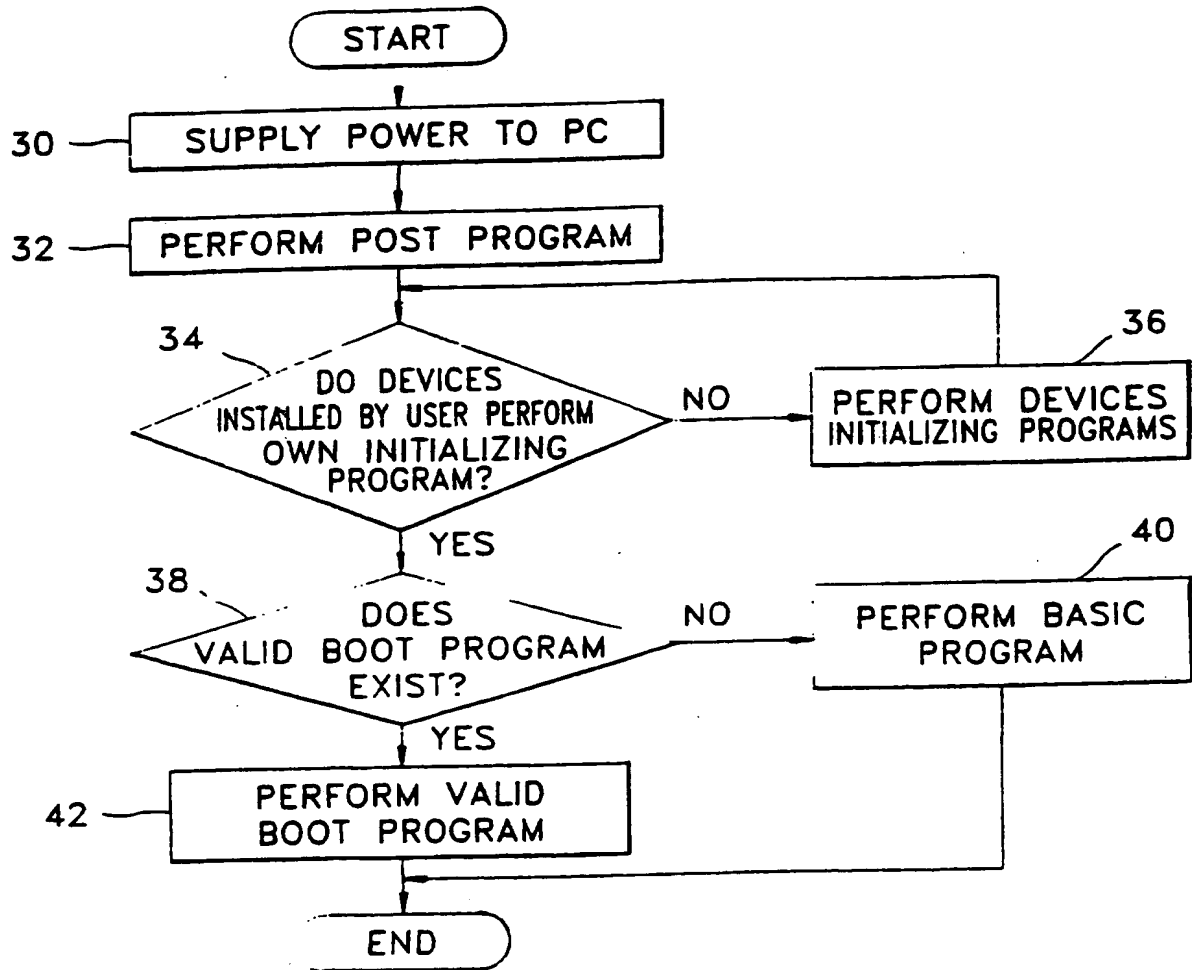 START
30
SUPPLY POWER TO PC
32
PERFORM POST PROGRAM
34
DO DEVICES
INSTALLED BY USER PERFORM
OWN INITIALIZING
PROGRAM?
NO
36
PERFORM DEVICES
INITIALIZING PROGRAMS
YES
38
DOES
VALID BOOT PROGRAM
EXIST?
NO
40
PERFORM BASIC
PROGRAM
YES
42
PERFORM VALID
BOOT PROGRAM
END